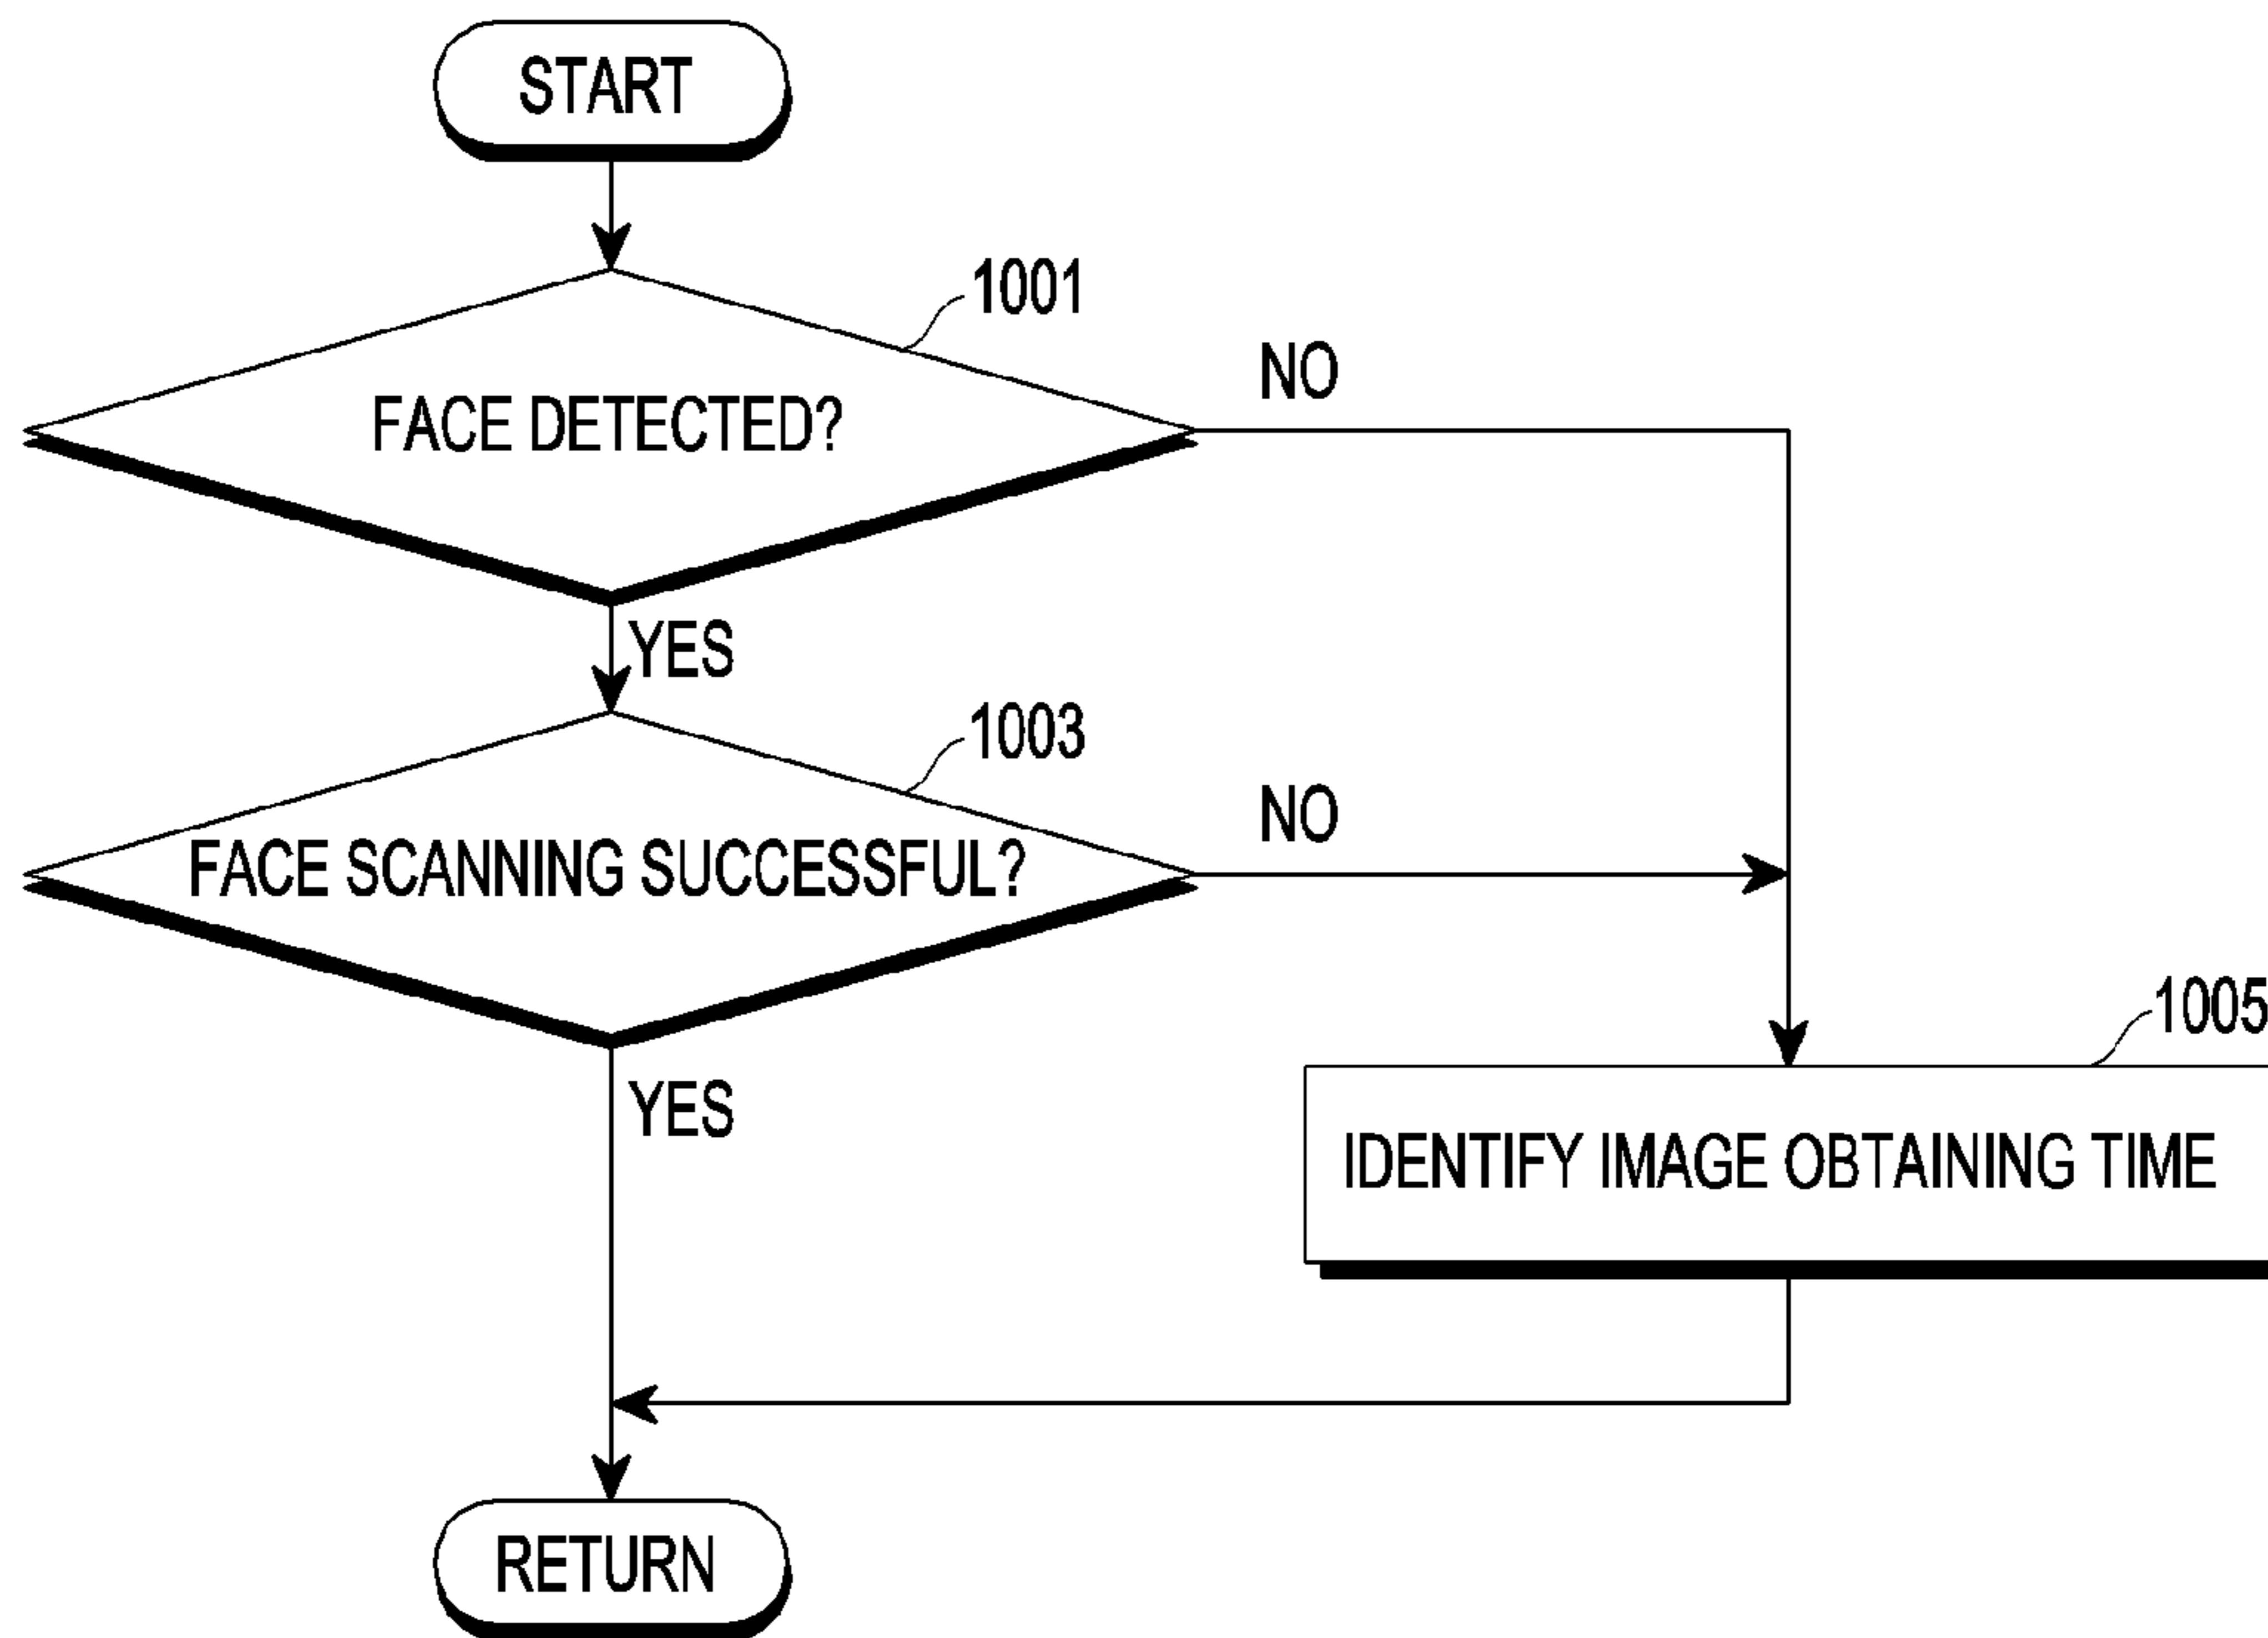 START
1001
FACE DETECTED?
NO
YES
1003
FACE SCANNING SUCCESSFUL?
NO
YES
1005
IDENTIFY IMAGE OBTAINING TIME
RETURN